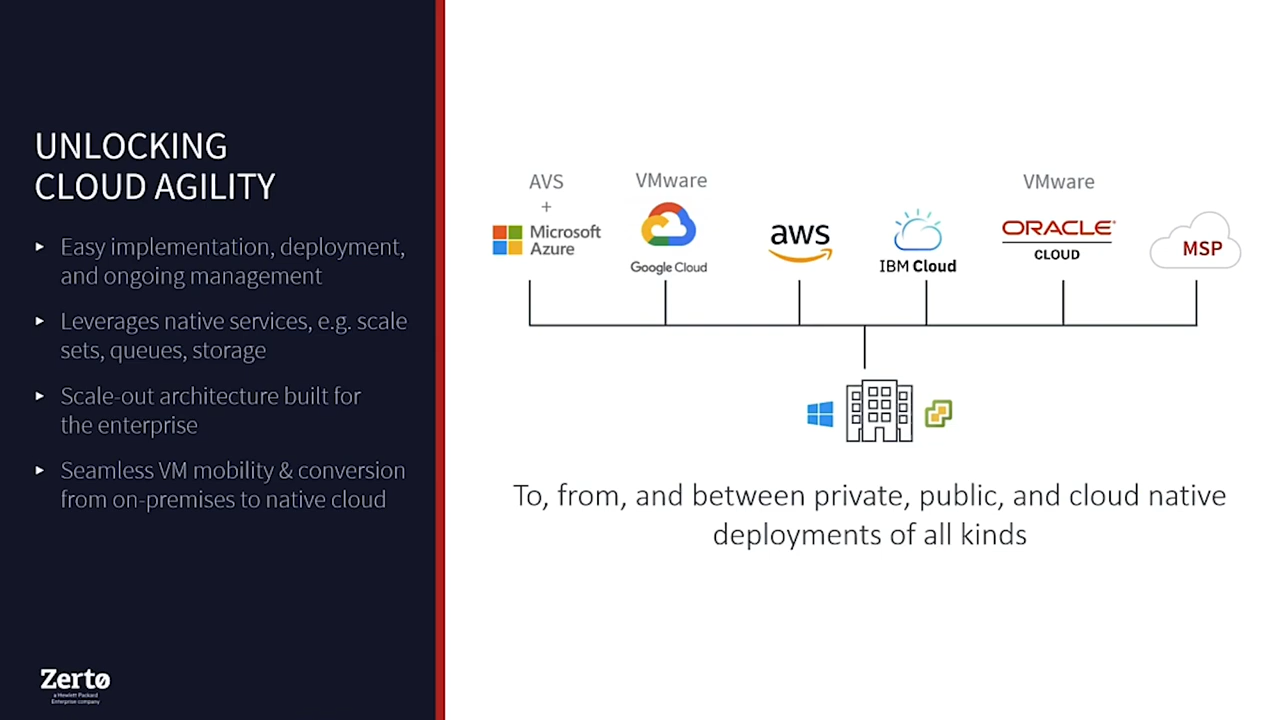 UNLOCKING
CLOUD AGILITY
Easy implementation, deployment,
and ongoing management
Leverages native services, e.g. scale
sets, queues, storage
Scale-out architecture built for
the enterprise
Seamless VM mobility & conversion
from on-premises to native cloud
Zerto
a Hewlett Packard
Enterprise company
AVS
+
Microsoft
Azure
VMware
Google Cloud
aws
IBM Cloud
VMware
ORACLE
CLOUD
MSP
To, from, and between private, public, and cloud native
deployments of all kinds